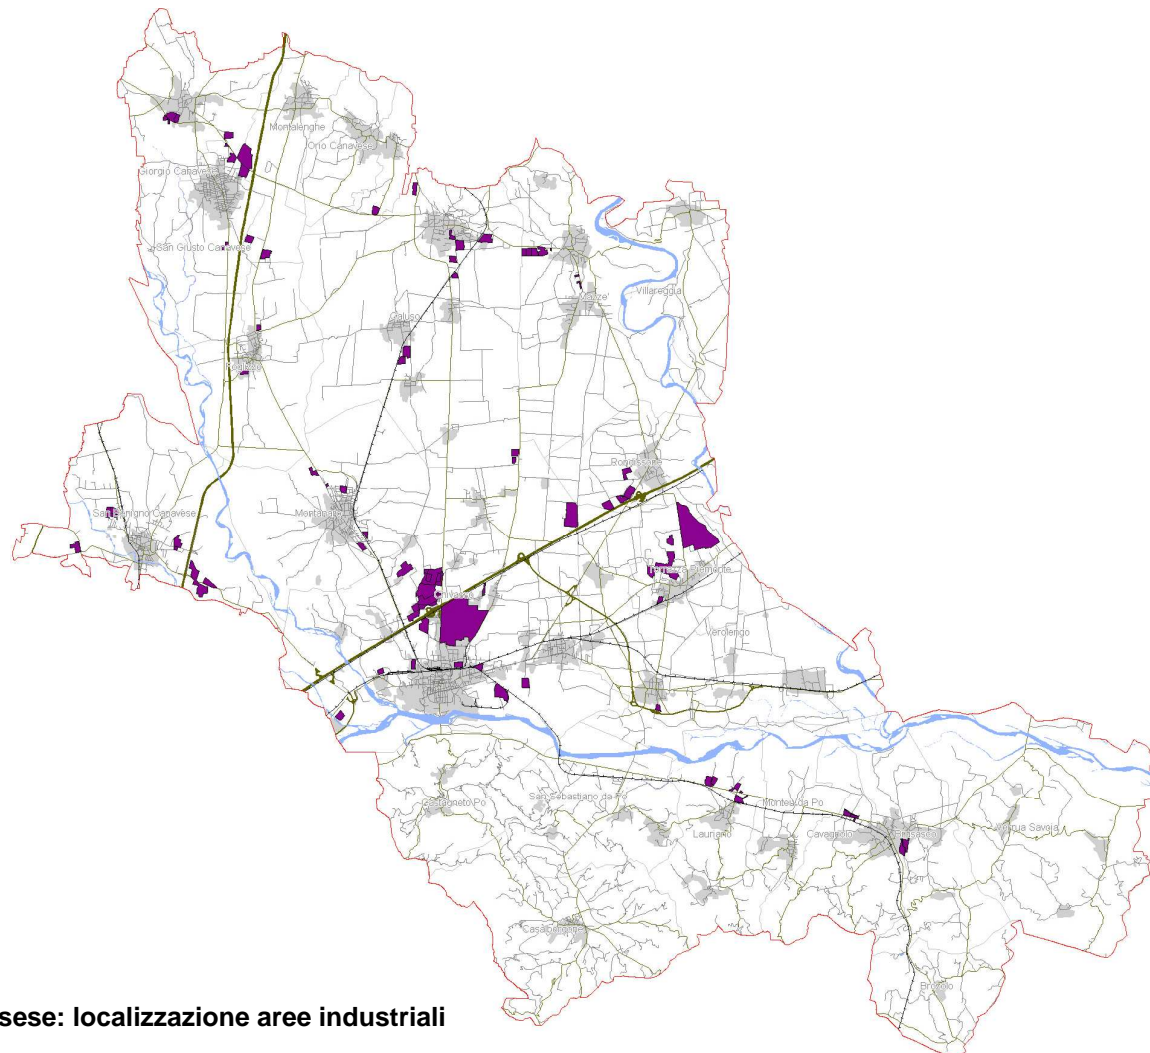 Montalenghe
Orio Canavese
Giorgio Canavese
San Giusto Canavese
Villareggia
Mazze'
Caluso
Foglizzo
Rondissone
San Benigno Canavese
Montanaro
Torrazza Piemonte
Chivasso
Verolengo
Castagneto Po
San Sebastiano da Po
Monteu da Po
Lauriano
Cavagnolo
Brusasco
Verrua Savoia
Casalborgone
Brozolo
sese: localizzazione aree industriali